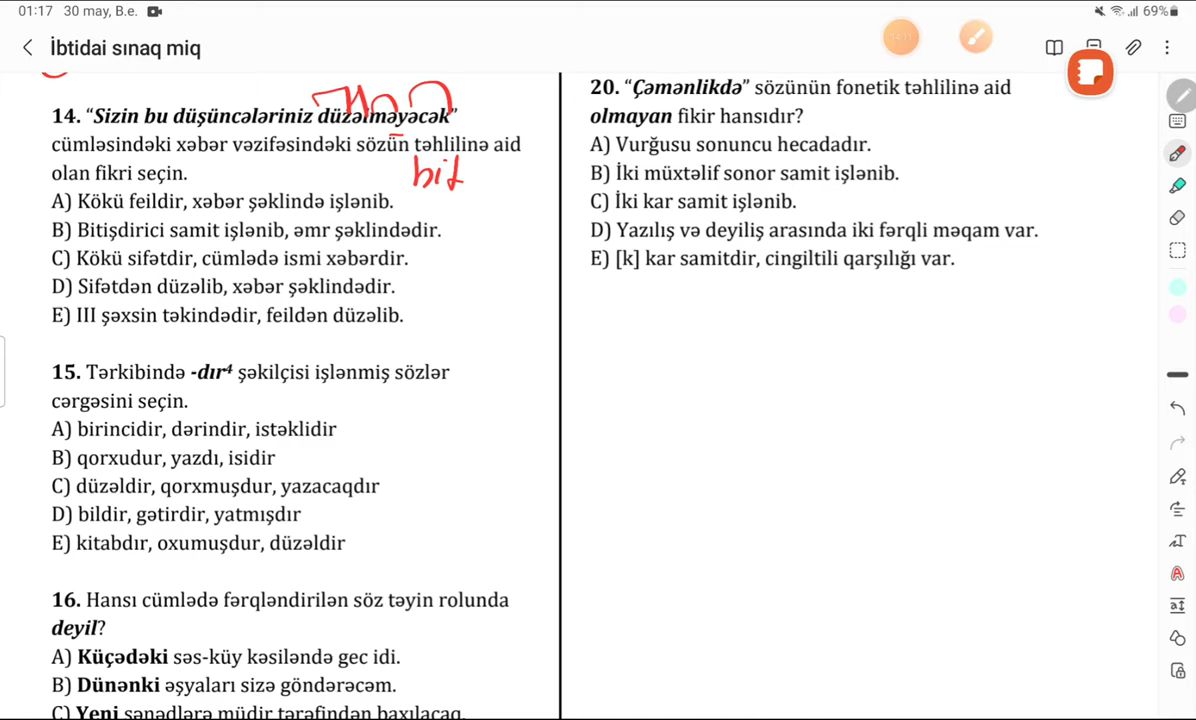 01:17 30 may, B.e. 69%
İbtidai sınaq miq
14. “Sizin bu düşüncələriniz düzəlməyəcək”
cümləsindəki xəbər vəzifəsindəki sözün təhlilinə aid
olan fikri seçin.
bit
A) Kökü feildir, xəbər şəklində işlənib.
B) Bitişdirici samit işlənib, əmr şəklindədir.
C) Kökü sifətdir, cümlədə ismi xəbərdir.
D) Sifətdən düzəlib, xəbər şəklindədir.
E) III şəxsin təkindədir, feildən düzəlib.
15. Tərkibində -dır⁴ şəkilçisi işlənmiş sözlər
cərgəsini seçin.
A) birincidir, dərindir, istəklidir
B) qorxudur, yazdı, isidir
C) düzəldir, qorxmuşdur, yazacaqdır
D) bildir, gətirdir, yatmışdır
E) kitabdır, oxumuşdur, düzəldir
16. Hansı cümlədə fərqləndirilən söz təyin rolunda
deyil?
A) Küçədəki səs-küy kəsiləndə gec idi.
B) Dünənki əşyaları sizə göndərəcəm.
C) Yeni sənədlərə müdir tərəfindən baxılacaq.
20. “Çəmənlikdə” sözünün fonetik təhlilinə aid
olmayan fikir hansıdır?
A) Vurğusu sonuncu hecadadır.
B) İki müxtəlif sonor samit işlənib.
C) İki kar samit işlənib.
D) Yazılış və deyiliş arasında iki fərqli məqam var.
E) [k] kar samitdir, cingiltili qarşılığı var.